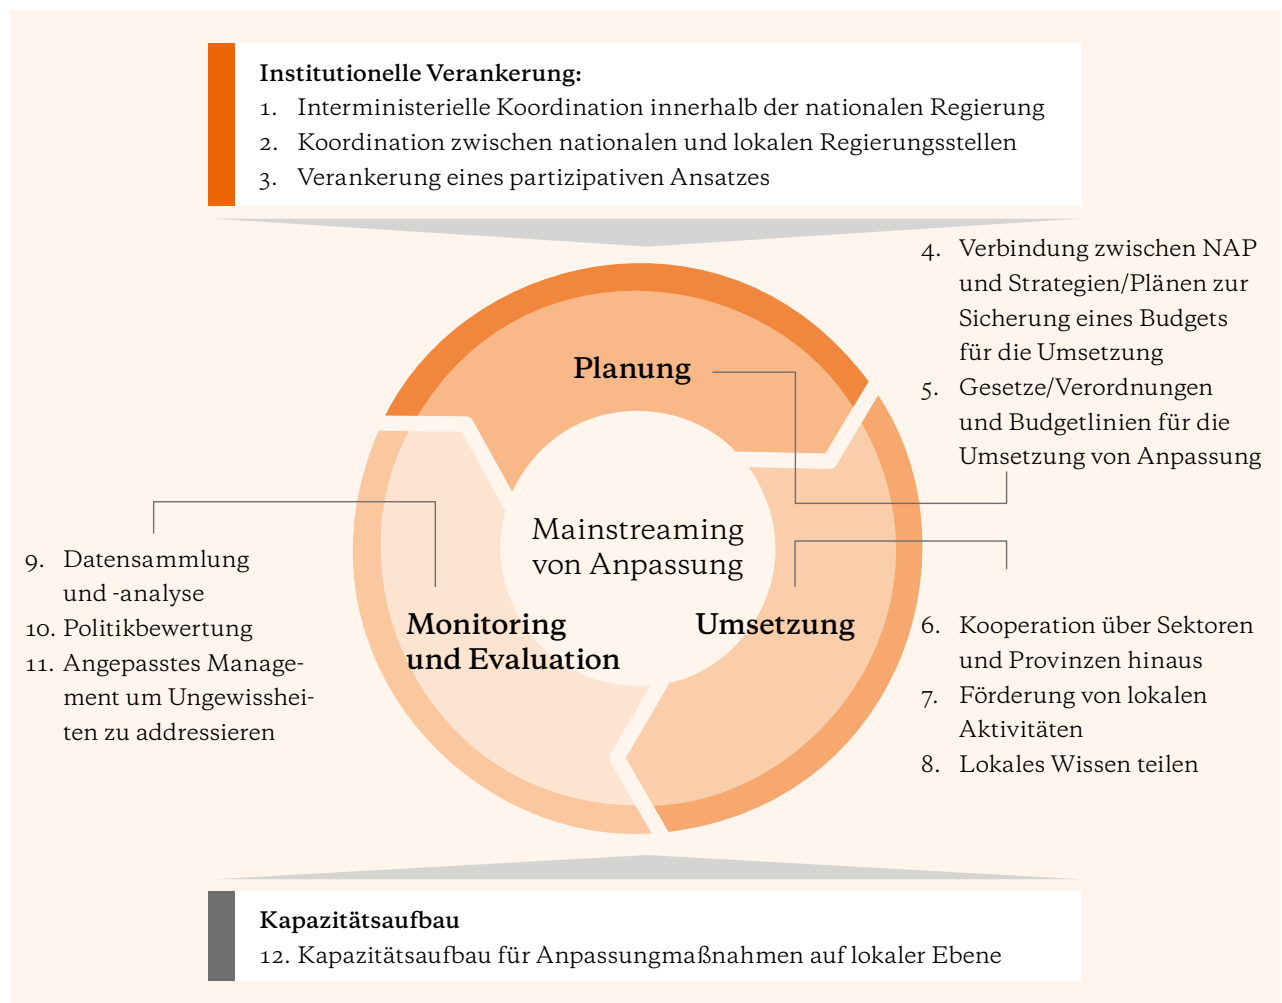 Institutionelle Verankerung:
1. Interministerielle Koordination innerhalb der nationalen Regierung
2. Koordination zwischen nationalen und lokalen Regierungsstellen
3. Verankerung eines partizipativen Ansatzes
4. Verbindung zwischen NAP
und Strategien/Plänen zur
Sicherung eines Budgets
für die Umsetzung
5. Gesetze/Verordnungen
und Budgetlinien für die
Umsetzung von Anpassung
Planung
Mainstreaming
von Anpassung
Umsetzung
6. Kooperation über Sektoren
und Provinzen hinaus
7. Förderung von lokalen
Aktivitäten
8. Lokales Wissen teilen
Monitoring
und Evaluation
9. Datensammlung
und -analyse
10. Politikbewertung
11. Angepasstes Manage-
ment um Ungewisshei-
ten zu addressieren
Kapazitätsaufbau
12. Kapazitätsaufbau für Anpassungmaßnahmen auf lokaler Ebene